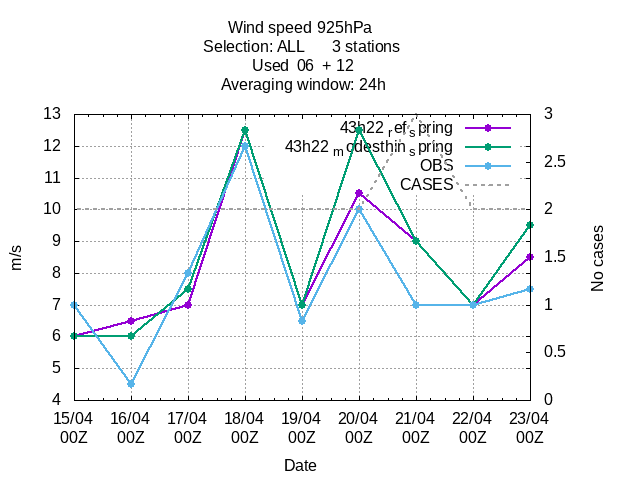 Wind speed 925hPa
Selection: ALL 3 stations
Used 06 + 12
Averaging window: 24h
13 3
43h22 ref spring
12
43h22 modesthin spring
2.5
OBS
11
CASES
10 2
9
1.5
8
7 1
6
0.5
5
4 0
m/s
No cases
15/04 16/04 17/04 18/04 19/04 20/04 21/04 22/04 23/04
00Z 00Z 00Z 00Z 00Z 00Z 00Z 00Z 00Z
Date